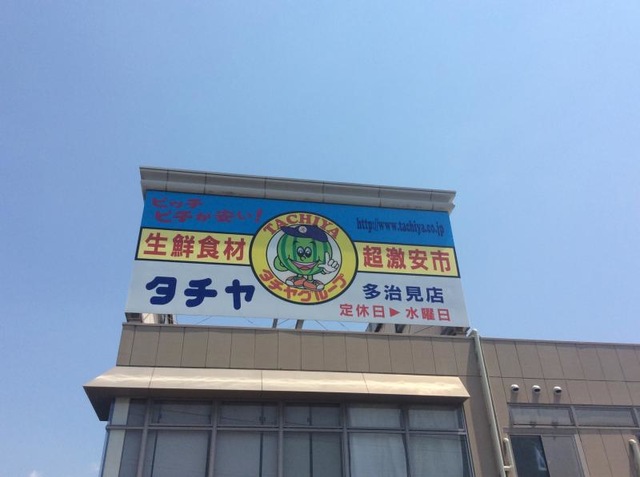 ピッチ
ピチが安い!
http://www.tachiya.co.jp
TACHIYA
生鮮食材
超激安市
タチヤグループ
タチヤ
多治見店
定休日▶水曜日